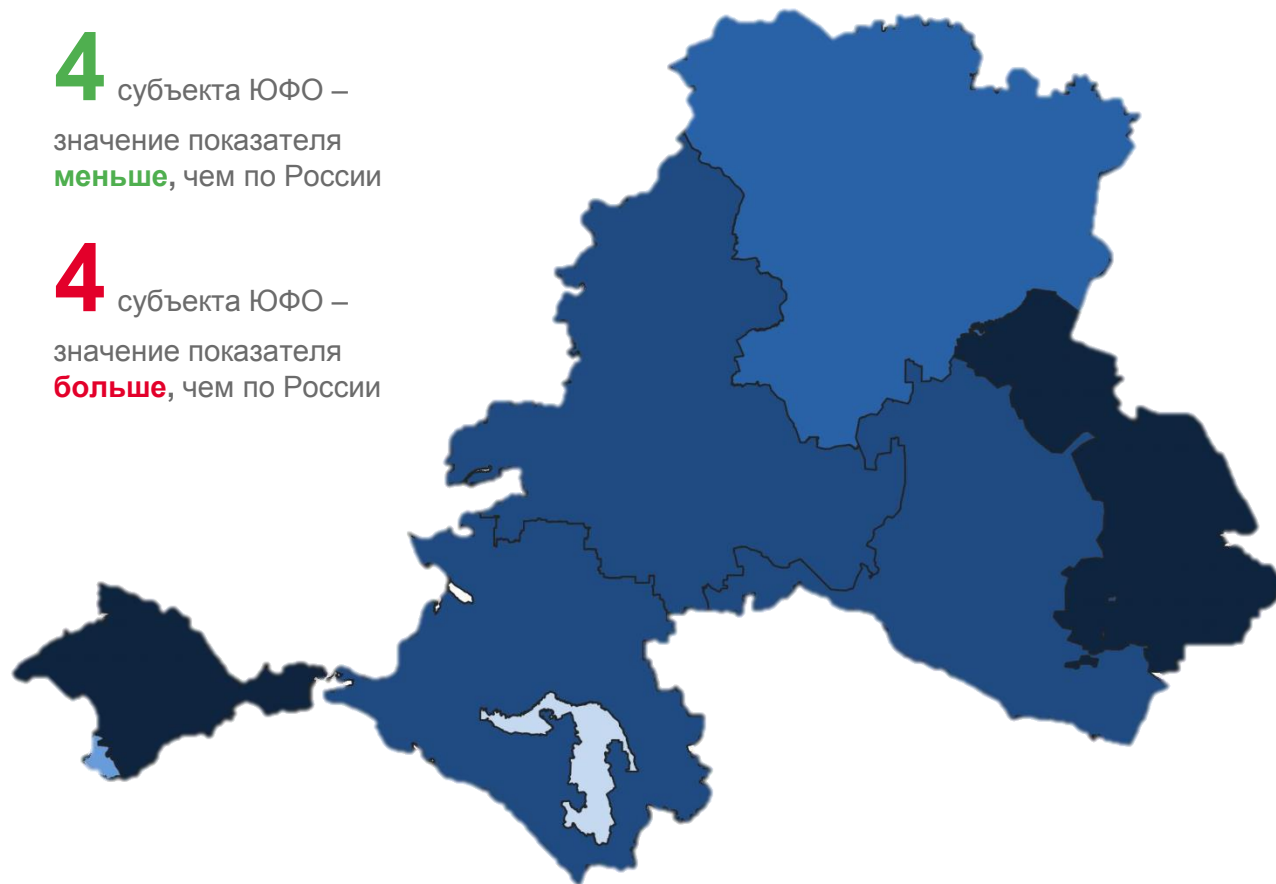 4 субъекта ЮФО –
значение показателя
меньше, чем по России
4 субъекта ЮФО –
значение показателя
больше, чем по России